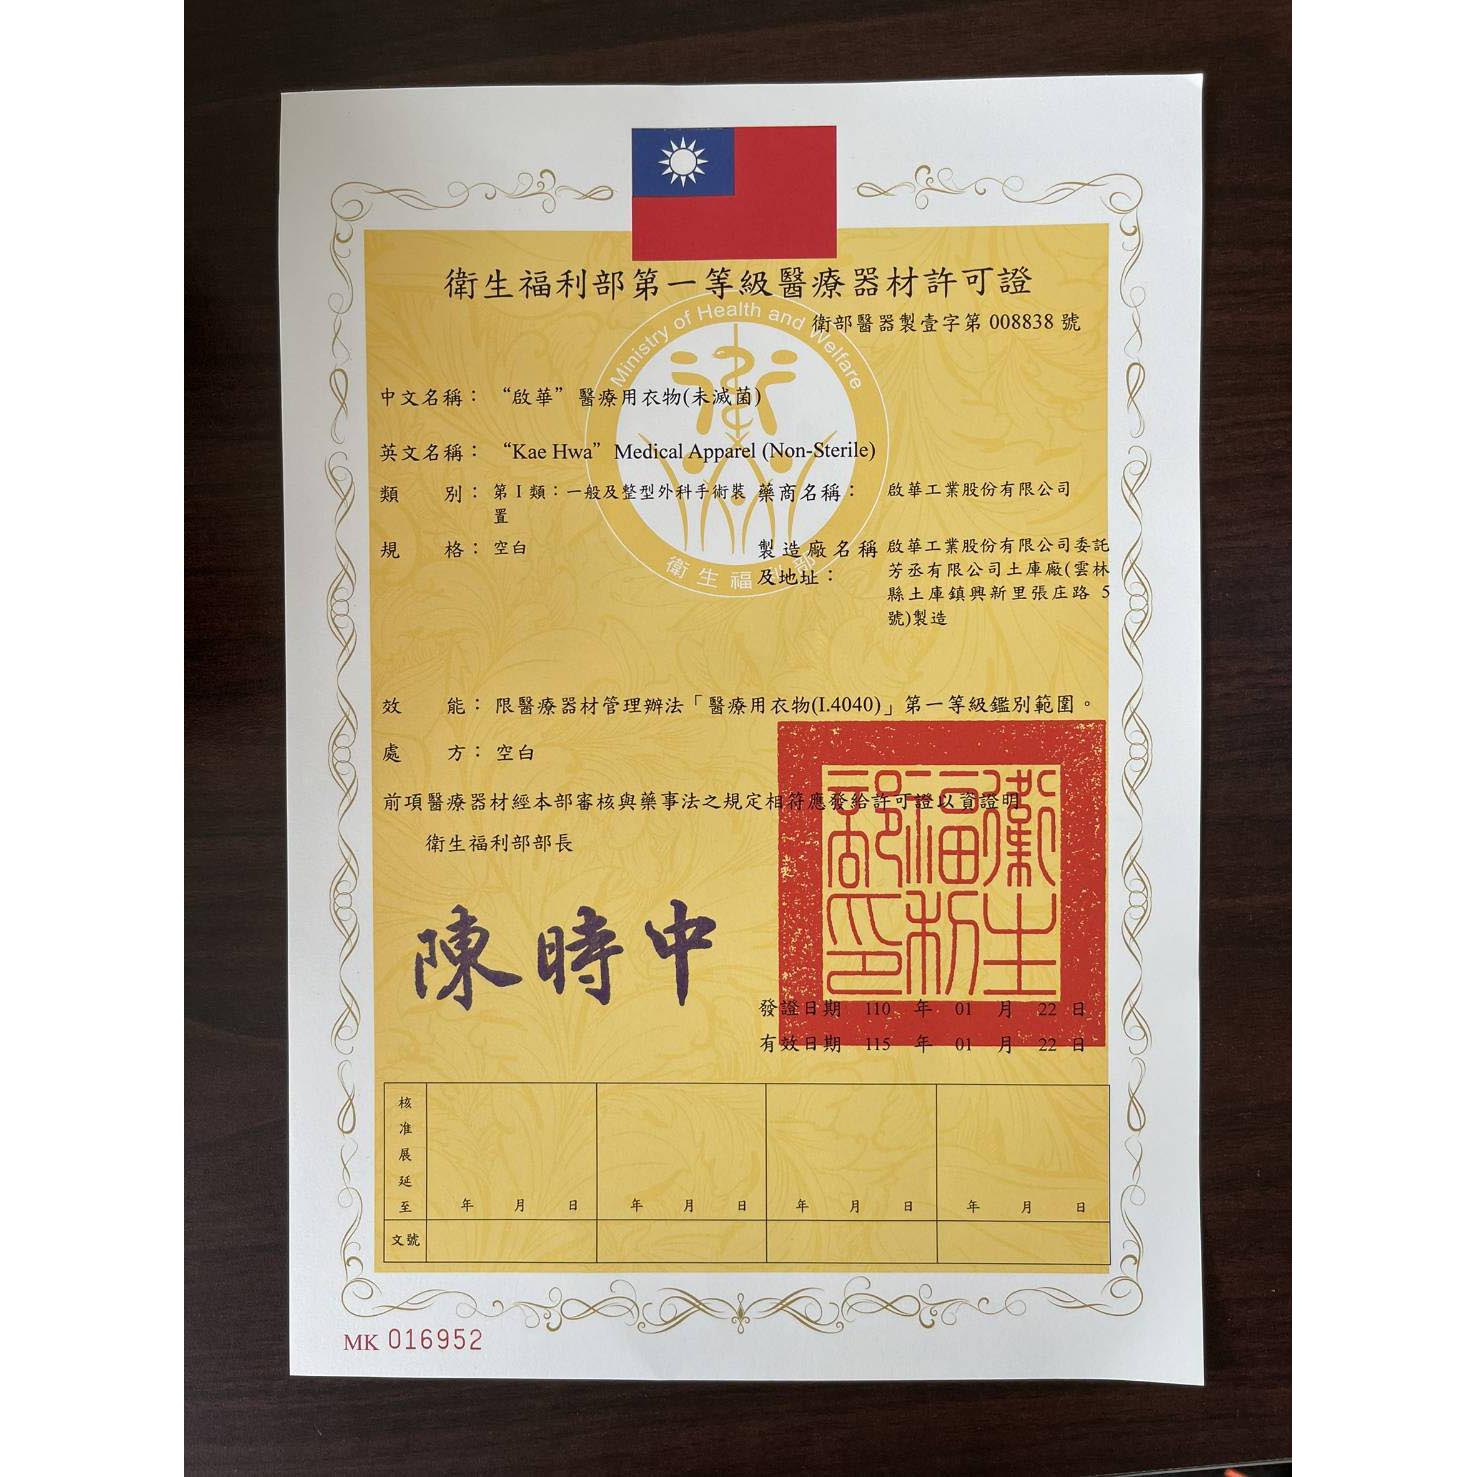 衛生福利部第一等級醫療器材許可證
衛部醫器製壹字第 008838 號
Ministry of Health and Welfare
衛生福利部
中文名稱： “啟華” 醫療用衣物(未滅菌)
英文名稱： “Kae Hwa” Medical Apparel (Non-Sterile)
類 別： 第 I 類：一般及整型外科手術裝
置
藥商名稱： 啟華工業股份有限公司
規 格： 空白
製造廠名稱
及地址：
啟華工業股份有限公司委託
芳丞有限公司土庫廠(雲林
縣土庫鎮興新里張庄路 5
號)製造
效 能： 限醫療器材管理辦法「醫療用衣物(I.4040)」第一等級鑑別範圍。
處 方： 空白
前項醫療器材經本部審核與藥事法之規定相符應發給許可證以資證明
衛生福利部部長
陳時中
衛生福利部印
發證日期 110 年 01 月 22 日
有效日期 115 年 01 月 22 日
核准展延至
年 月 日 年 月 日 年 月 日 年 月 日
文號
MK 016952